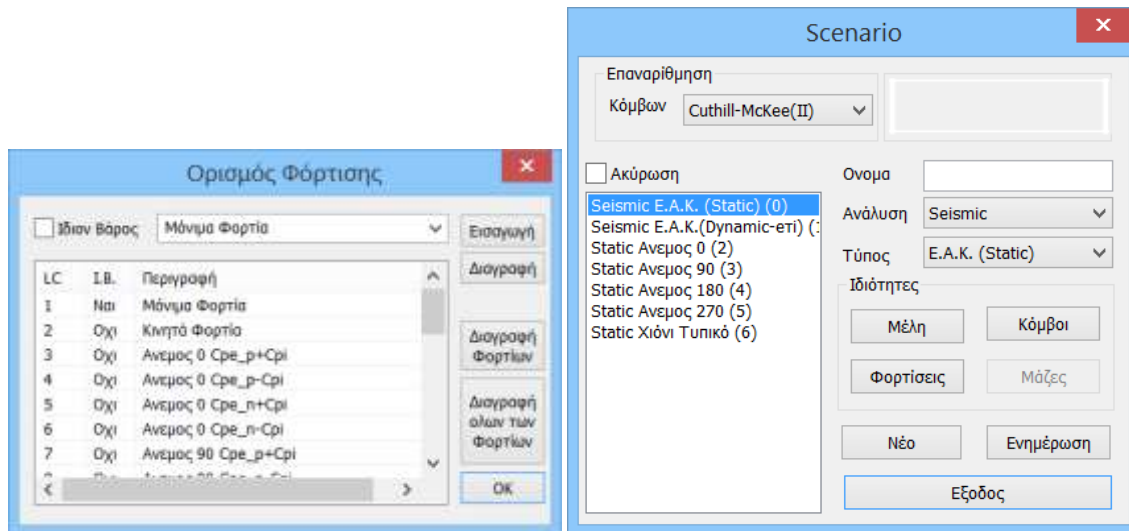 Ορισμός Φόρτισης
Ιδιον Βάρος
Μόνιμα Φορτία
Εισαγωγή
Διαγραφή
LC Ι.Β. Περιγραφή
1 Ναι Μόνιμα Φορτία
2 Οχι Κινητά Φορτία
3 Οχι Ανεμος 0 Cpe_p+Cpi
4 Οχι Ανεμος 0 Cpe_p-Cpi
5 Οχι Ανεμος 0 Cpe_n+Cpi
6 Οχι Ανεμος 0 Cpe_n-Cpi
7 Οχι Ανεμος 90 Cpe_p+Cpi
Διαγραφή
Φορτίων
Διαγραφή
ολων των
Φορτίων
OK
Scenario
Επαναρίθμηση
Κόμβων
Cuthill-McKee(II)
Ακύρωση
Seismic Ε.Α.Κ. (Static) (0)
Seismic Ε.Α.Κ.(Dynamic-ετί) (1
Static Ανεμος 0 (2)
Static Ανεμος 90 (3)
Static Ανεμος 180 (4)
Static Ανεμος 270 (5)
Static Χιόνι Τυπικό (6)
Ονομα
Ανάλυση Seismic
Τύπος Ε.Α.Κ. (Static)
Ιδιότητες
Μέλη
Κόμβοι
Φορτίσεις
Μάζες
Νέο
Ενημέρωση
Εξοδος